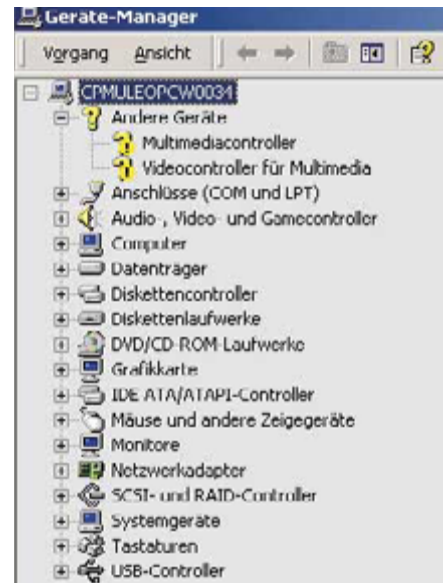 Geräte-Manager
Vorgang Ansicht
CPMULEOPCW0031
Andere Geräte
Multimediacontroller
Videocontroller für Multimedia
Anschlüsse (COM und LPT)
Audio-, Video- und Gamecontroller
Computer
Datenträger
Diskettencontroller
Diskettenlaufwerke
DVD/CD-ROM-Laufwerke
Grafikkarte
IDE ATA/ATAPI-Controller
Mäuse und andere Zeigegeräte
Monitore
Netzwerkadapter
SCSI- und RAID-Controller
Systemgeräte
Tastaturen
USB-Controller